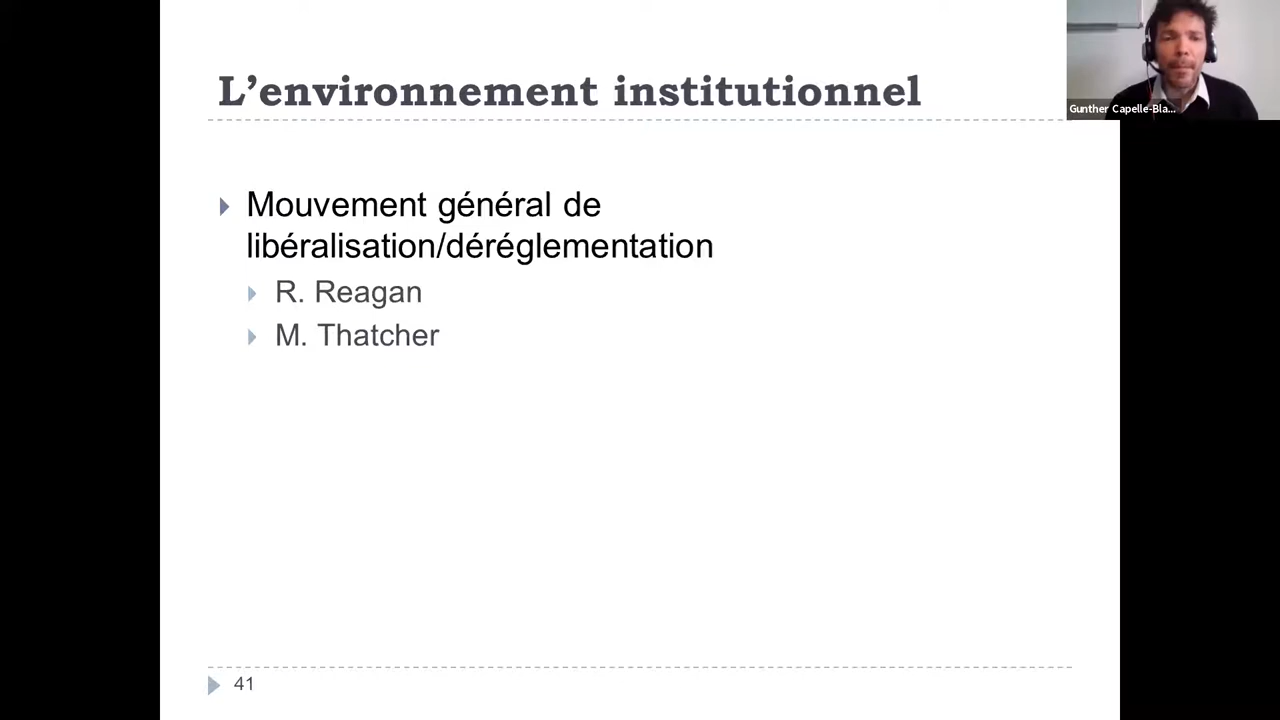 L’environnement institutionnel
Gunther Capelle-Bla...
Mouvement général de
libéralisation/déréglementation
R. Reagan
M. Thatcher
41